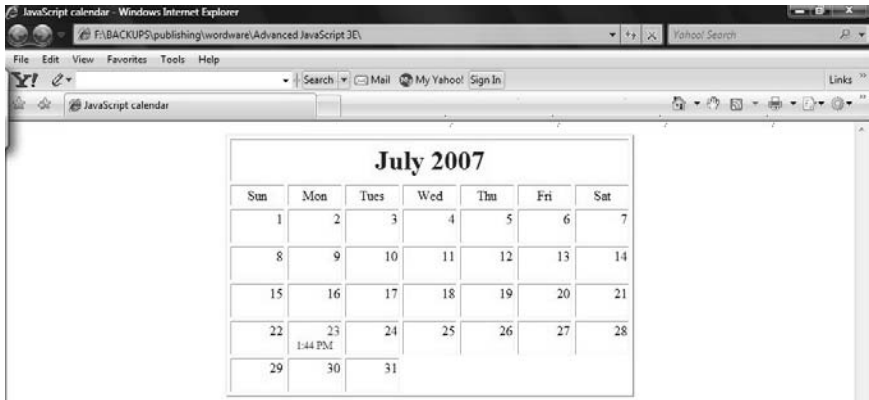 JavaScript calendar - Windows Internet Explorer
F:\BACKUPS\publishing\wordware\Advanced JavaScript 3E\ Yahoo! Search
File Edit View Favorites Tools Help
Y! Search Mail My Yahoo! Sign In Links
JavaScript calendar
July 2007
Sun Mon Tues Wed Thu Fri Sat
1 2 3 4 5 6 7
8 9 10 11 12 13 14
15 16 17 18 19 20 21
22 23 24 25 26 27 28
1:44 PM
29 30 31